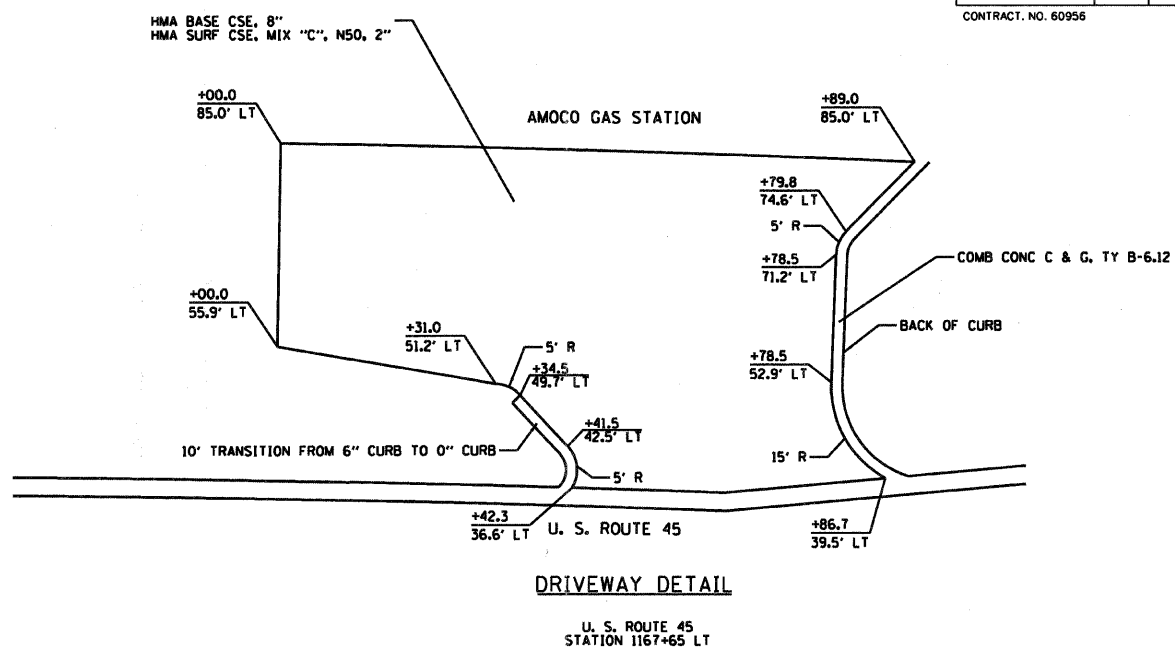 CONTRACT. NO. 60956
HMA BASE CSE, 8"
HMA SURF CSE, MIX "C", N50, 2"
+00.0
85.0' LT
AMOCO GAS STATION
+89.0
85.0' LT
+79.8
74.6' LT
5' R
+78.5
71.2' LT
COMB CONC C & G, TY B-6.12
+00.0
55.9' LT
BACK OF CURB
+31.0
51.2' LT
5' R
+34.5
49.7' LT
+78.5
52.9' LT
+41.5
42.5' LT
10' TRANSITION FROM 6" CURB TO 0" CURB
15' R
5' R
+42.3
36.6' LT
U. S. ROUTE 45
+86.7
39.5' LT
DRIVEWAY DETAIL
U. S. ROUTE 45
STATION 1167+65 LT